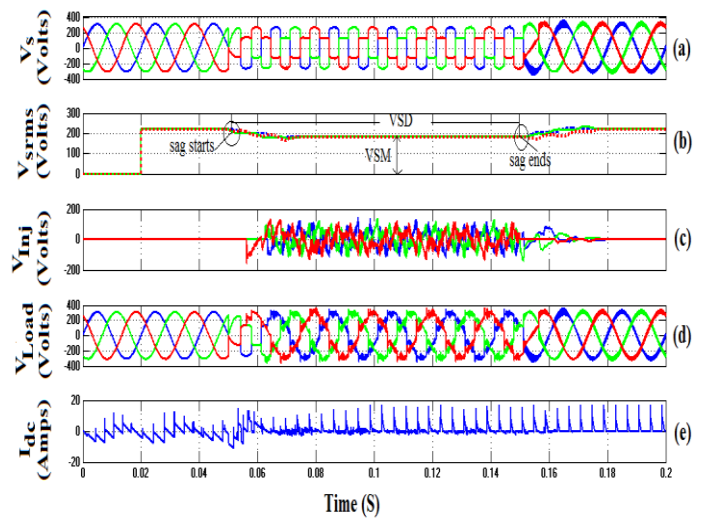 Vs
(Volts)
400
200
0
-200
-400
(a)
Vsrms
(Volts)
300
200
100
0
VSD
sag starts
VSM
sag ends
(b)
VInj
(Volts)
200
0
-200
(c)
VLoad
(Volts)
400
200
0
-200
-400
(d)
Idc
(Amps)
20
0
-20
(e)
0 0.02 0.04 0.06 0.08 0.1 0.12 0.14 0.16 0.18 0.2
Time (S)